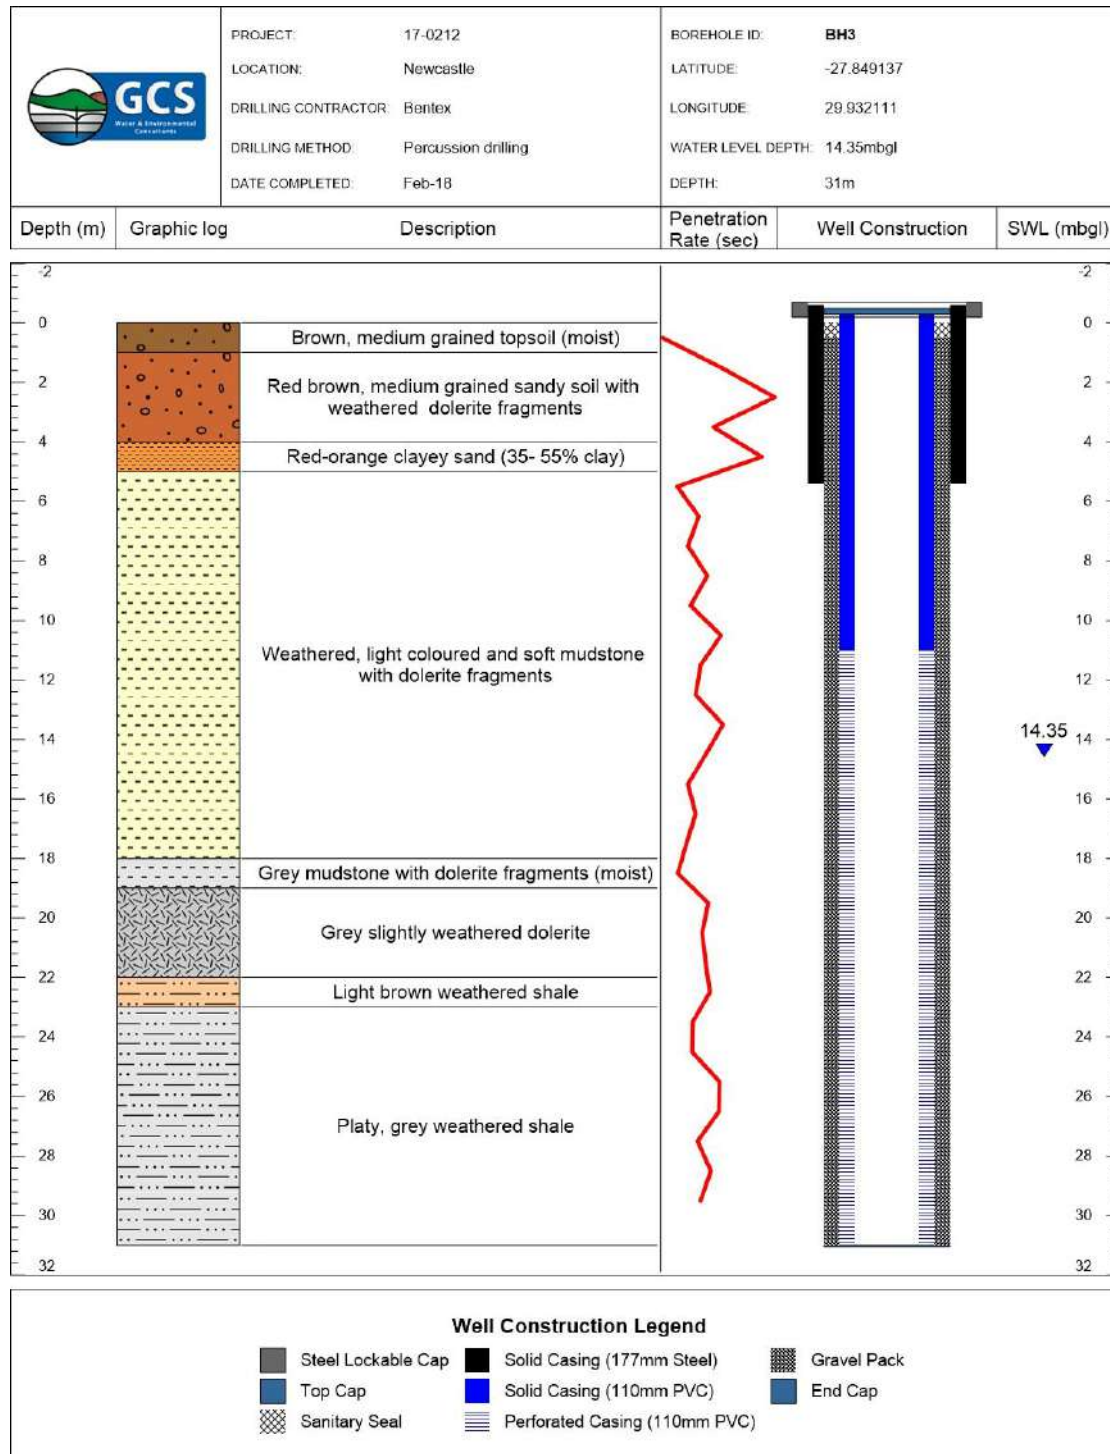 GCS
Water & Environmental
Consultants
PROJECT: 17-0212
LOCATION: Newcastle
DRILLING CONTRACTOR: Bentex
DRILLING METHOD: Percussion drilling
DATE COMPLETED: Feb-18
BOREHOLE ID: BH3
LATITUDE: -27.849137
LONGITUDE: 29.932111
WATER LEVEL DEPTH: 14.35mbgl
DEPTH: 31m
Depth (m) Graphic log Description Penetration Rate (sec) Well Construction SWL (mbgl)
-2 -2
0 0
Brown, medium grained topsoil (moist)
2 2
Red brown, medium grained sandy soil with
weathered dolerite fragments
4 4
Red-orange clayey sand (35- 55% clay)
6 6
8 8
10 10
Weathered, light coloured and soft mudstone
with dolerite fragments
12 12
14.35
14 14
16 16
18 18
Grey mudstone with dolerite fragments (moist)
20 20
Grey slightly weathered dolerite
22 22
Light brown weathered shale
24 24
26 26
Platy, grey weathered shale
28 28
30 30
32 32
Well Construction Legend
Steel Lockable Cap Solid Casing (177mm Steel) Gravel Pack
Top Cap Solid Casing (110mm PVC) End Cap
Sanitary Seal Perforated Casing (110mm PVC)